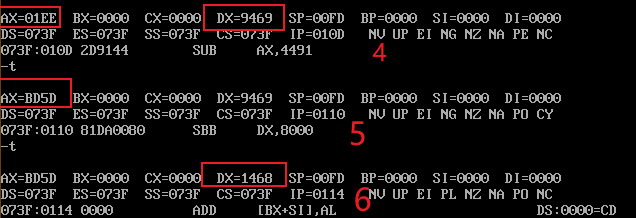 AX=01EE BX=0000 CX=0000 DX=9469 SP=00FD BP=0000 SI=0000 DI=0000
DS=073F ES=073F SS=073F CS=073F IP=010D NV UP EI NG NZ NA PE NC
073F:010D 2D9144 SUB AX,4491
4
-t
AX=BD5D BX=0000 CX=0000 DX=9469 SP=00FD BP=0000 SI=0000 DI=0000
DS=073F ES=073F SS=073F CS=073F IP=0110 NV UP EI NG NZ NA PO CY
073F:0110 81DA0080 SBB DX,8000
5
-t
AX=BD5D BX=0000 CX=0000 DX=1468 SP=00FD BP=0000 SI=0000 DI=0000
DS=073F ES=073F SS=073F CS=073F IP=0114 NV UP EI PL NZ NA PO NC
6
073F:0114 0000 ADD [BX+SI],AL DS:0000=CD